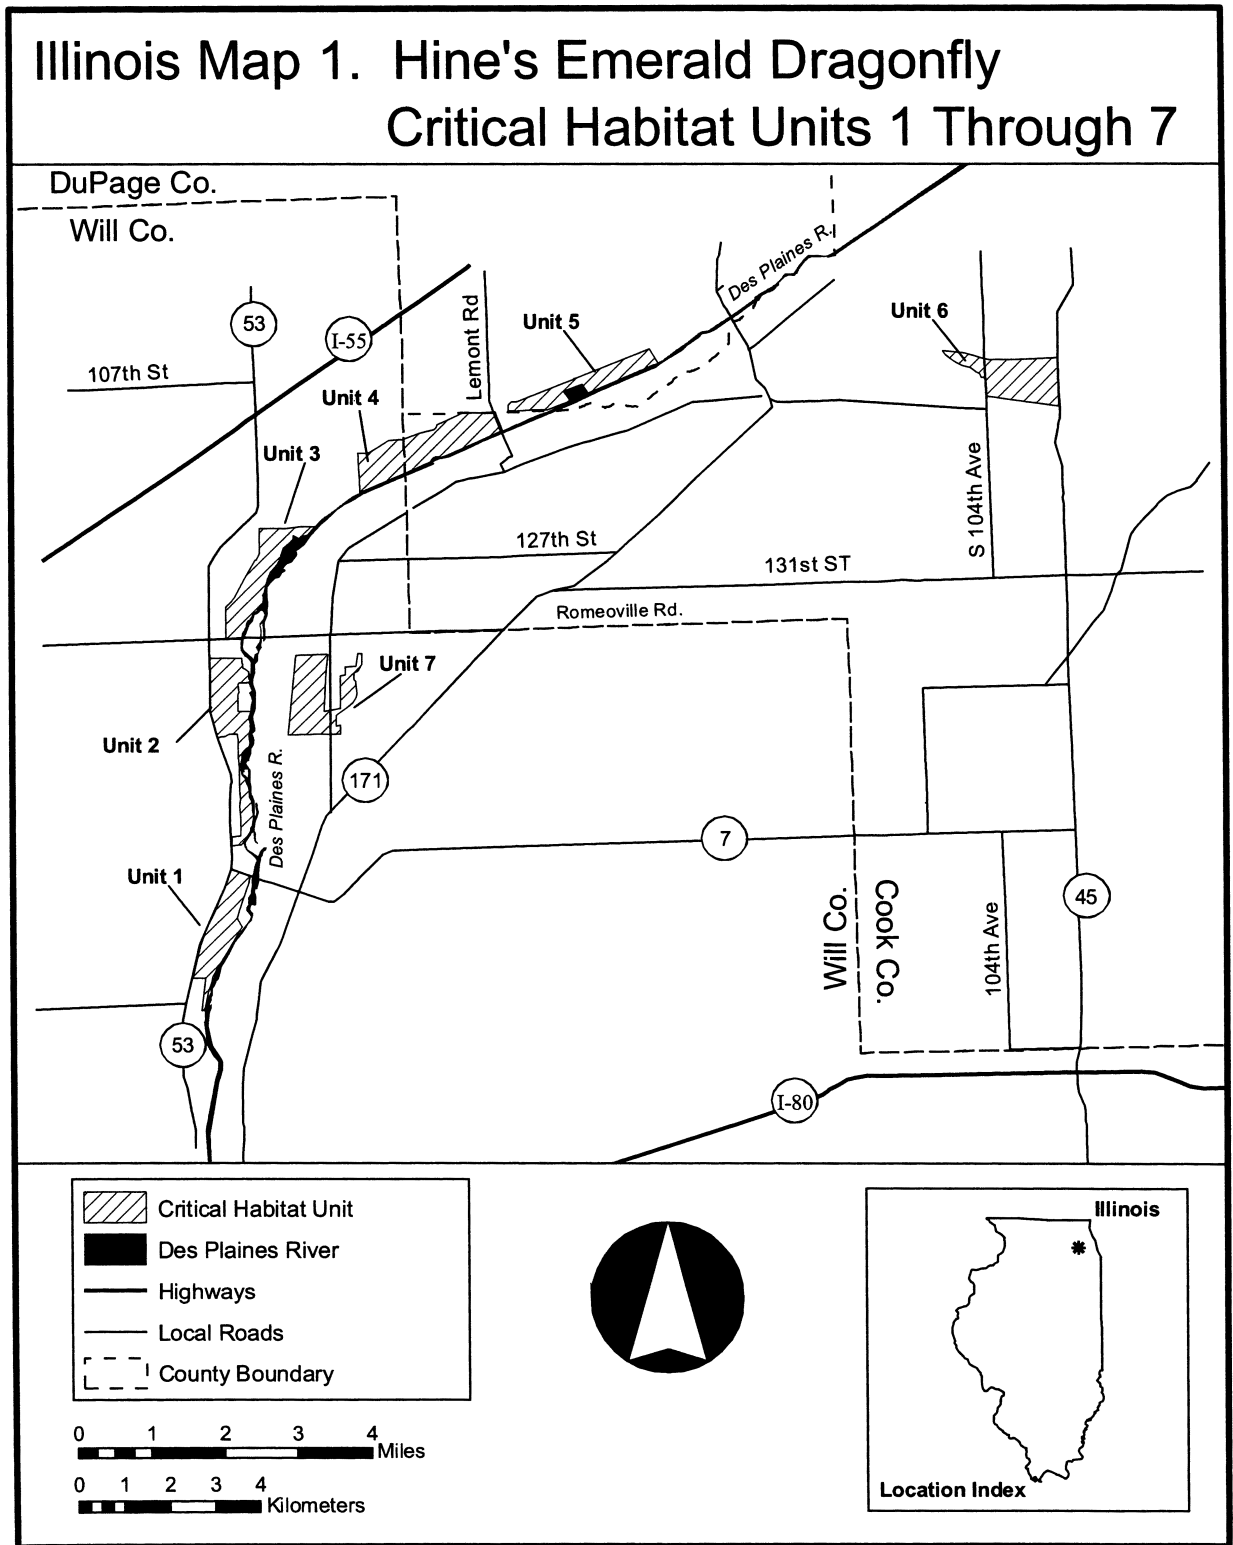 Illinois Map 1. Hine's Emerald Dragonfly
Critical Habitat Units 1 Through 7
DuPage Co.
Will Co.
Des Plaines R.
53
I-55
Lemont Rd
Unit 5
Unit 6
107th St
Unit 4
Unit 3
S 104th Ave
127th St
131st ST
Romeoville Rd.
Unit 7
Unit 2
Des Plaines R.
171
7
Unit 1
Will Co.
Cook Co.
104th Ave
45
53
I-80
Critical Habitat Unit
Des Plaines River
Highways
Local Roads
County Boundary
0 1 2 3 4
Miles
0 1 2 3 4
Kilometers
Illinois
Location Index